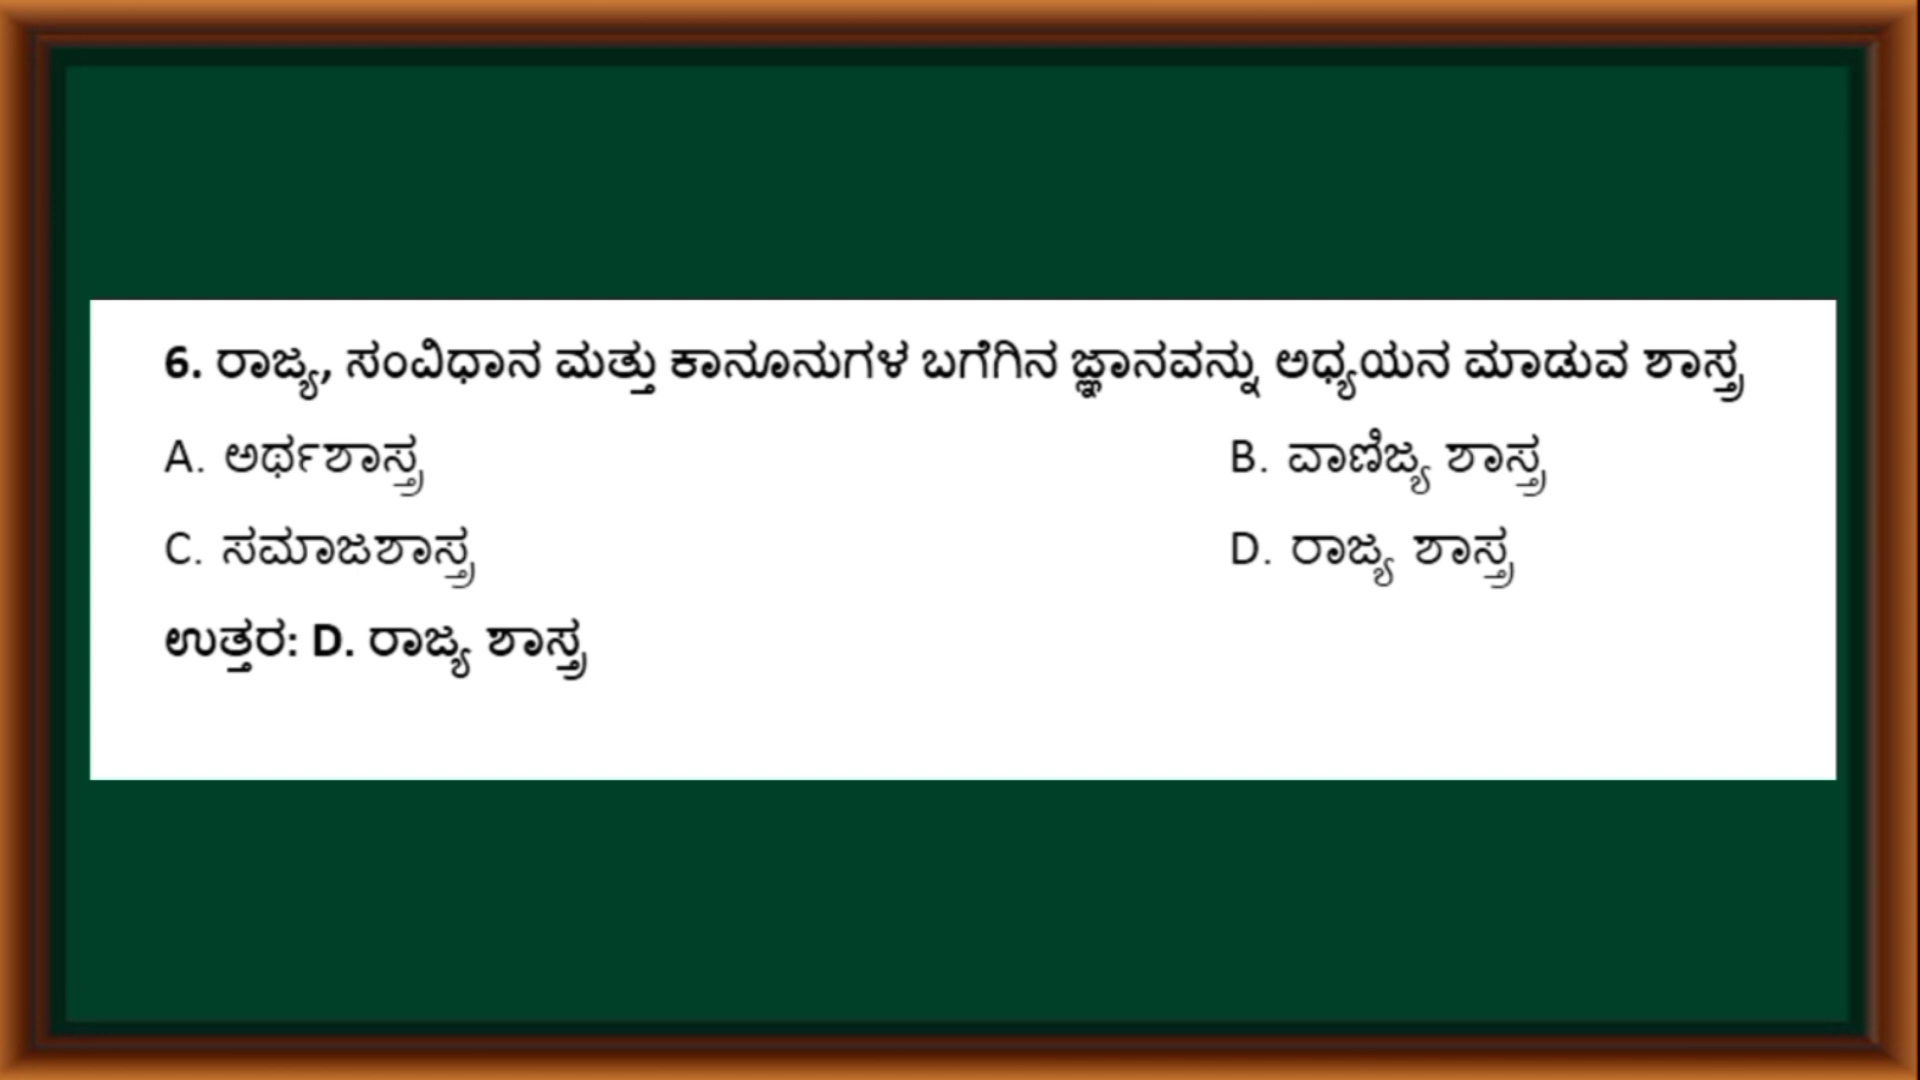 6. ರಾಜ್ಯ, ಸಂವಿಧಾನ ಮತ್ತು ಕಾನೂನುಗಳ ಬಗೆಗಿನ ಜ್ಞಾನವನ್ನು ಅಧ್ಯಯನ ಮಾಡುವ ಶಾಸ್ತ್ರ
A. ಅರ್ಥಶಾಸ್ತ್ರ B. ವಾಣಿಜ್ಯ ಶಾಸ್ತ್ರ
C. ಸಮಾಜಶಾಸ್ತ್ರ D. ರಾಜ್ಯ ಶಾಸ್ತ್ರ
ಉತ್ತರ: D. ರಾಜ್ಯ ಶಾಸ್ತ್ರ